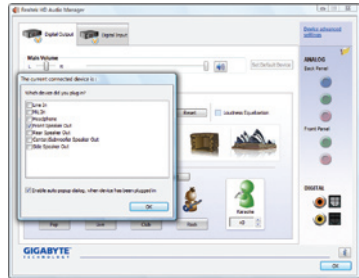 Realtek HD Audio Manager
Digital Output
Digital Input
Device advanced
settings
Main Volume
L
R
Set Default Device
ANALOG
Back Panel
The current connected device is :
Which device did you plug in?
Line In
Mic In
Headphone
Front Speaker Out
Rear Speaker Out
Center/Subwoofer Speaker Out
Side Speaker Out
Reset
Loudness Equalization
Front Panel
Enable auto popup dialog, when device has been plugged in
OK
DIGITAL
Karaoke
+0
Pop
Live
Club
Rock
GIGABYTE
TECHNOLOGY
OK